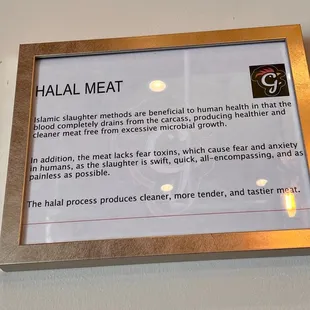 HALAL MEAT
Islamic slaughter methods are beneficial to human health in that the
blood completely drains from the carcass, producing healthier and
cleaner meat free from excessive microbial growth.
In addition, the meat lacks fear toxins, which cause fear and anxiety
in humans, as the slaughter is swift, quick, all-encompassing, and as
painless as possible.
The halal process produces cleaner, more tender, and tastier meat.